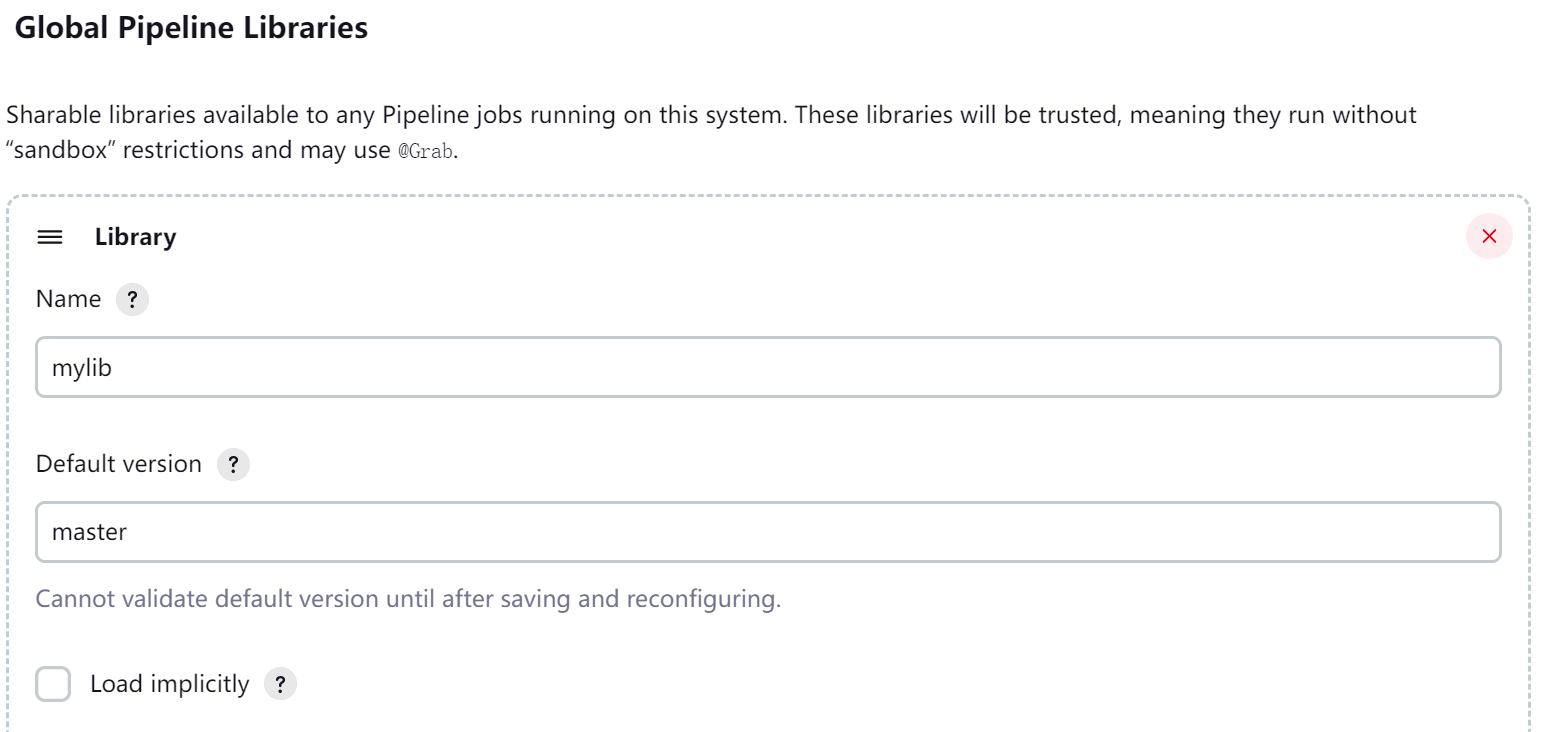 Global Pipeline Libraries
Sharable libraries available to any Pipeline jobs running on this system. These libraries will be trusted, meaning they run without
“sandbox” restrictions and may use @Grab.
Library
Name ?
mylib
Default version ?
master
Cannot validate default version until after saving and reconfiguring.
Load implicitly ?